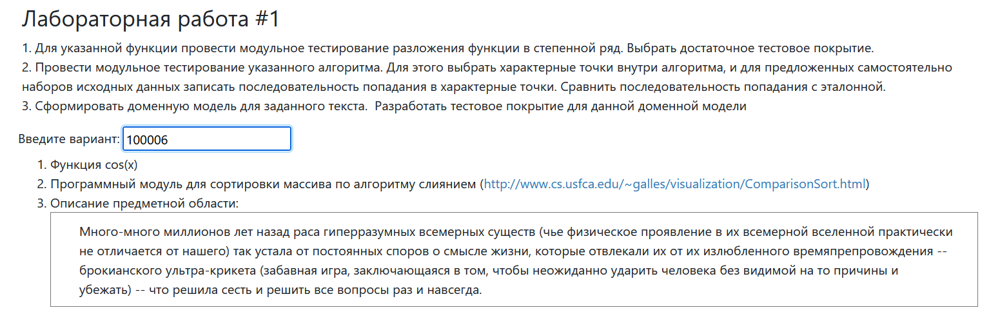 Лабораторная работа #1
1. Для указанной функции провести модульное тестирование разложения функции в степенной ряд. Выбрать достаточное тестовое покрытие.
2. Провести модульное тестирование указанного алгоритма. Для этого выбрать характерные точки внутри алгоритма, и для предложенных самостоятельно
наборов исходных данных записать последовательность попадания в характерные точки. Сравнить последовательность попадания с эталонной.
3. Сформировать доменную модель для заданного текста.  Разработать тестовое покрытие для данной доменной модели
Введите вариант: 100006
1. Функция cos(x)
2. Программный модуль для сортировки массива по алгоритму слиянием (http://www.cs.usfca.edu/~galles/visualization/ComparisonSort.html)
3. Описание предметной области:
Много-много миллионов лет назад раса гиперразумных всемерных существ (чье физическое проявление в их всемерной вселенной практически
не отличается от нашего) так устала от постоянных споров о смысле жизни, которые отвлекали их от их излюбленного времяпрепровождения --
брокианского ультра-крикета (забавная игра, заключающаяся в том, чтобы неожиданно ударить человека без видимой на то причины и
убежать) -- что решила сесть и решить все вопросы раз и навсегда.